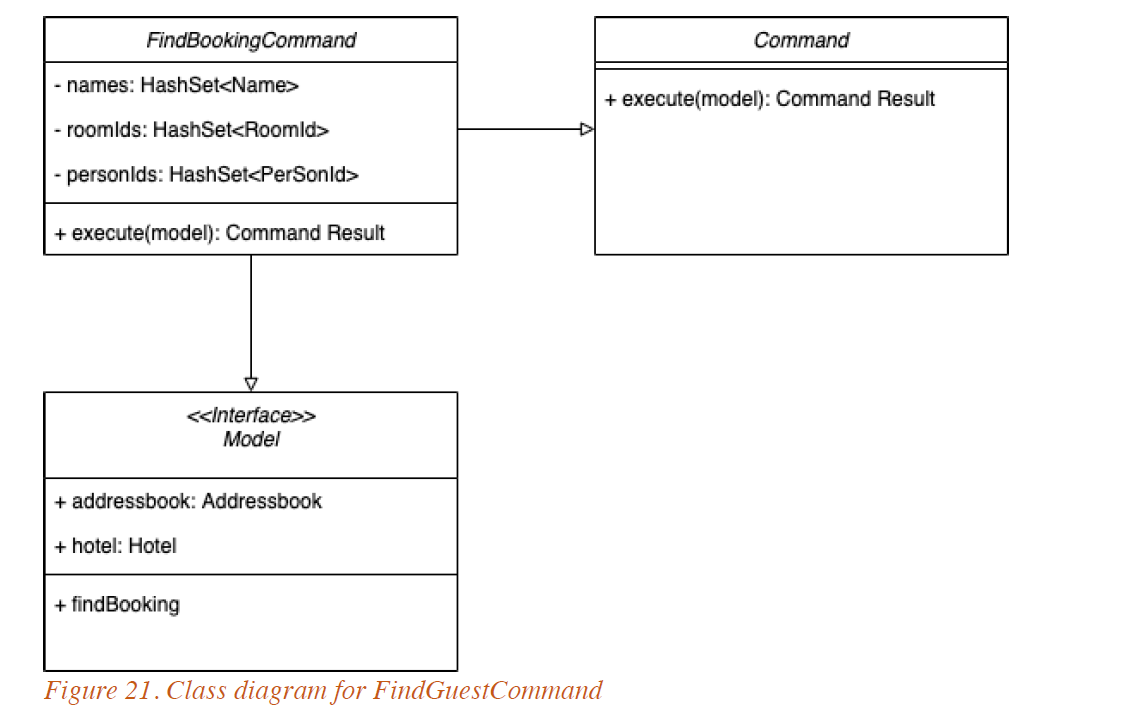 FindBookingCommand
- names: HashSet<Name>
- roomIds: HashSet<RoomId>
- personIds: HashSet<PerSonId>
+ execute(model): Command Result
Command
+ execute(model): Command Result
<<Interface>>
Model
+ addressbook: Addressbook
+ hotel: Hotel
+ findBooking
Figure 21. Class diagram for FindGuestCommand